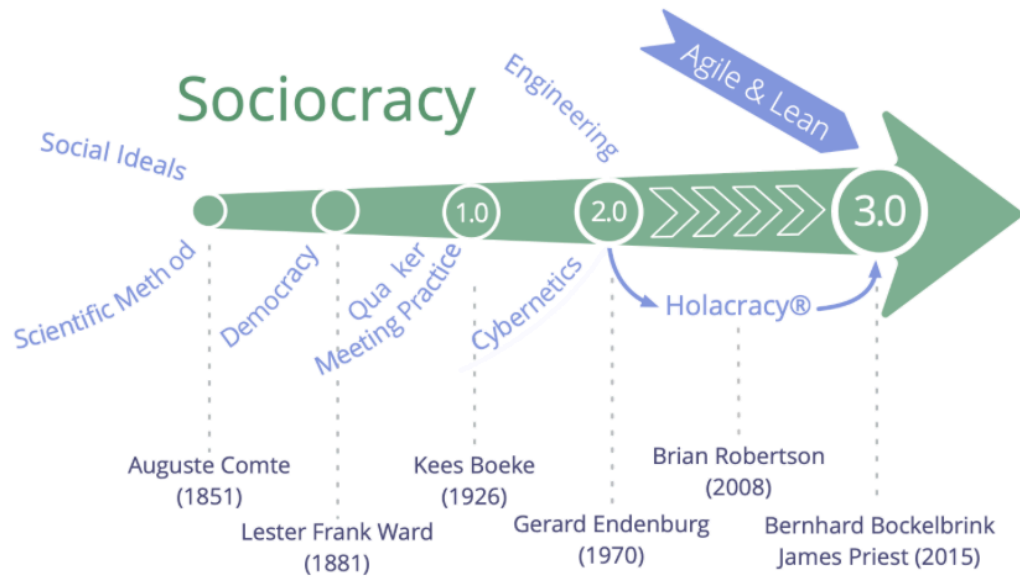 Sociocracy
Social Ideals
Scientific Meth od
Democracy
Qua ker
Meeting Practice
Engineering
Cybernetics
Agile & Lean
1.0
2.0
3.0
Holacracy®
Auguste Comte
(1851)
Lester Frank Ward
(1881)
Kees Boeke
(1926)
Gerard Endenburg
(1970)
Brian Robertson
(2008)
Bernhard Bockelbrink
James Priest (2015)